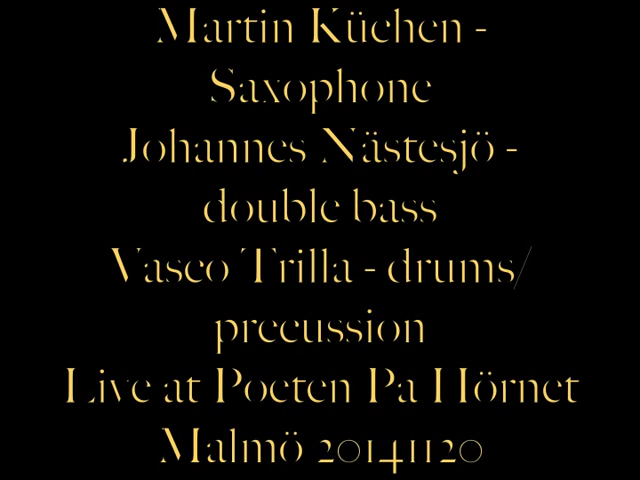 Martin Küchen -
Saxophone
Johannes Nästesjö -
double bass
Vasco Trilla - drums/
precussion
Live at Poeten Pa Hörnet
Malmö 20141120